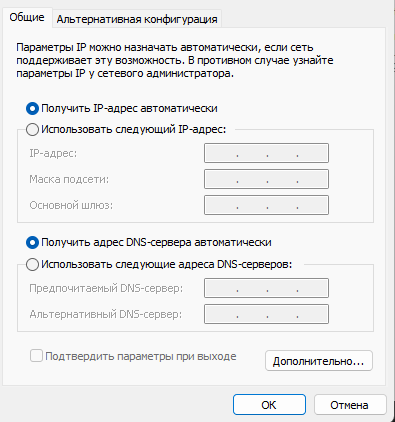 Общие
Альтернативная конфигурация
Параметры IP можно назначать автоматически, если сеть
поддерживает эту возможность. В противном случае узнайте
параметры IP у сетевого администратора.
Получить IP-адрес автоматически
Использовать следующий IP-адрес:
IP-адрес:
Маска подсети:
Основной шлюз:
Получить адрес DNS-сервера автоматически
Использовать следующие адреса DNS-серверов:
Предпочитаемый DNS-сервер:
Альтернативный DNS-сервер:
Подтвердить параметры при выходе
Дополнительно...
ОК
Отмена